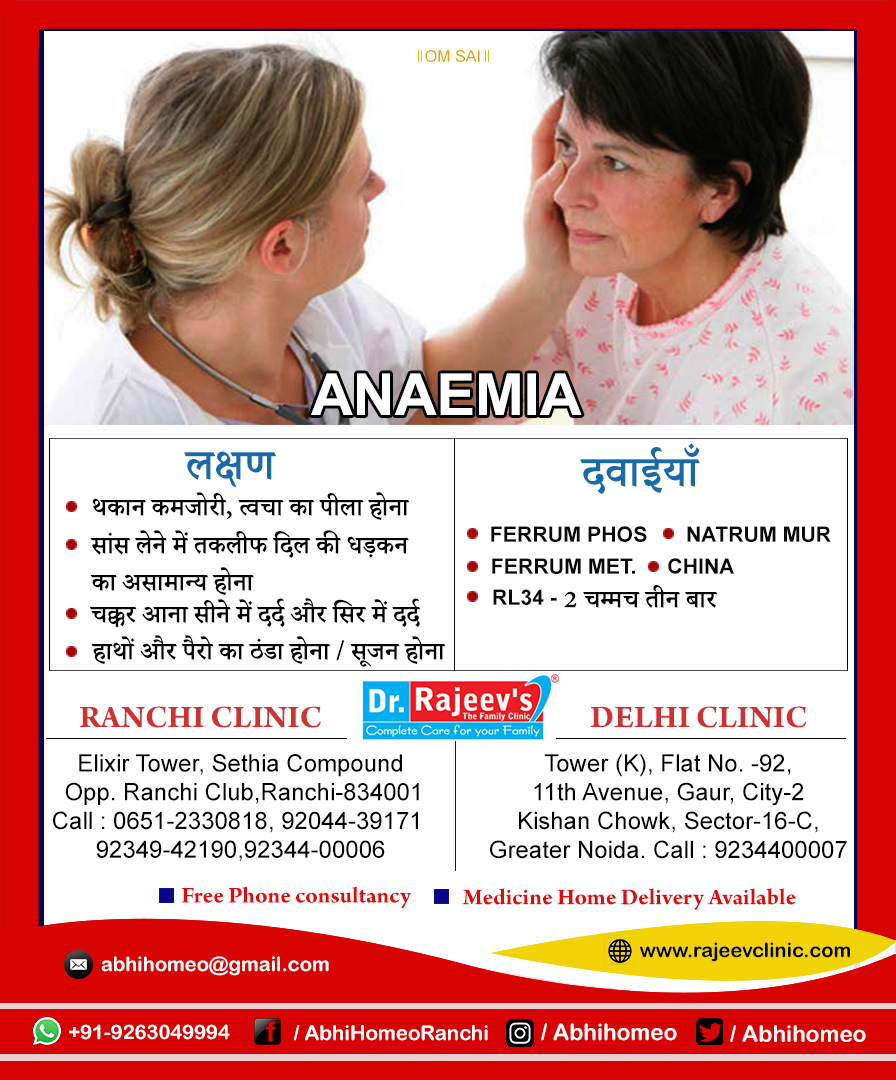 ॥ OM SAI ॥
ANAEMIA
लक्षण
• थकान कमजोरी, त्वचा का पीला होना
• सांस लेने में तकलीफ दिल की धड़कन
का असामान्य होना
• चक्कर आना सीने में दर्द और सिर में दर्द
• हाथों और पैरो का ठंडा होना / सूजन होना
दवाईयाँ
• FERRUM PHOS • NATRUM MUR
• FERRUM MET. • CHINA
• RL34 - 2 चम्मच तीन बार
Dr. Rajeev's ®
The Family Clinic
Complete Care for your Family
RANCHI CLINIC
Elixir Tower, Sethia Compound
Opp. Ranchi Club,Ranchi-834001
Call : 0651-2330818, 92044-39171
92349-42190,92344-00006
DELHI CLINIC
Tower (K), Flat No. -92,
11th Avenue, Gaur, City-2
Kishan Chowk, Sector-16-C,
Greater Noida. Call : 9234400007
Free Phone consultancy Medicine Home Delivery Available
abhihomeo@gmail.com
www.rajeevclinic.com
+91-9263049994 / AbhiHomeoRanchi / Abhihomeo / Abhihomeo